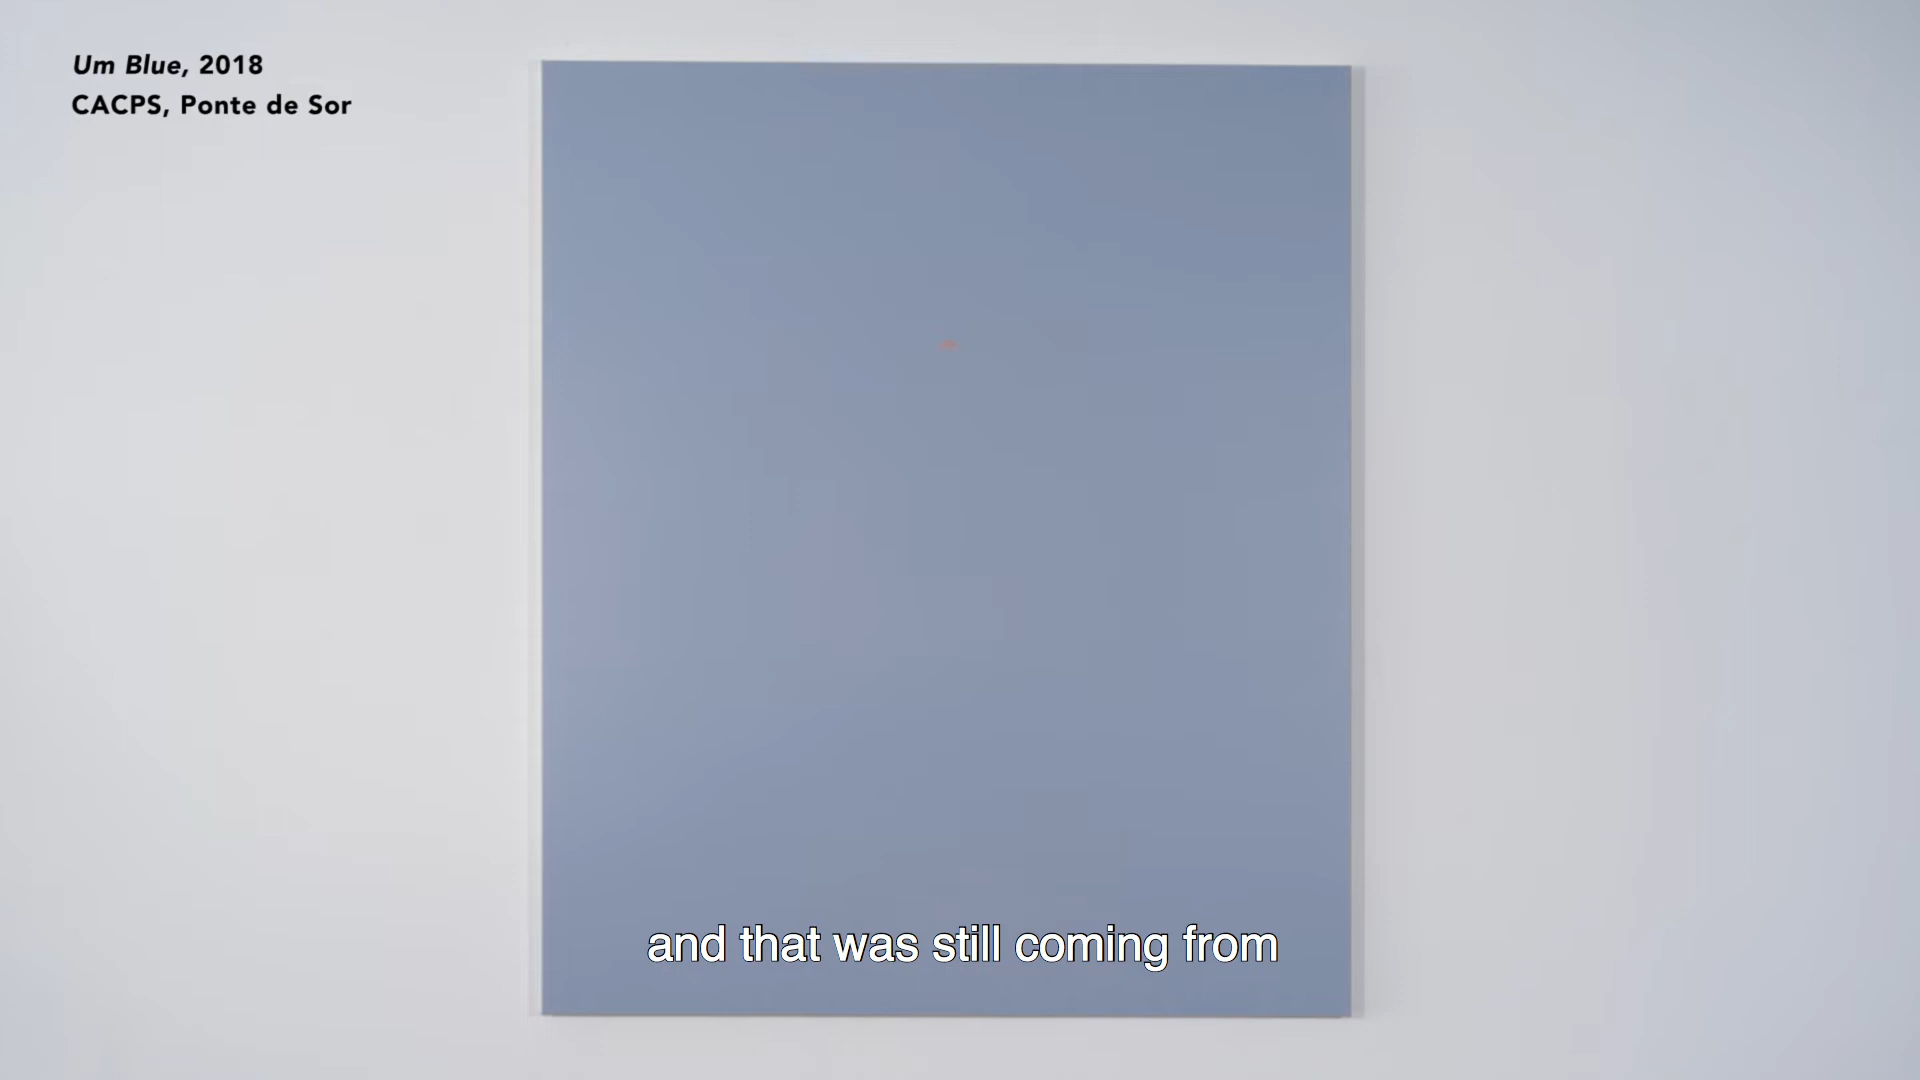 Um Blue, 2018
CACPS, Ponte de Sor
and that was still coming from